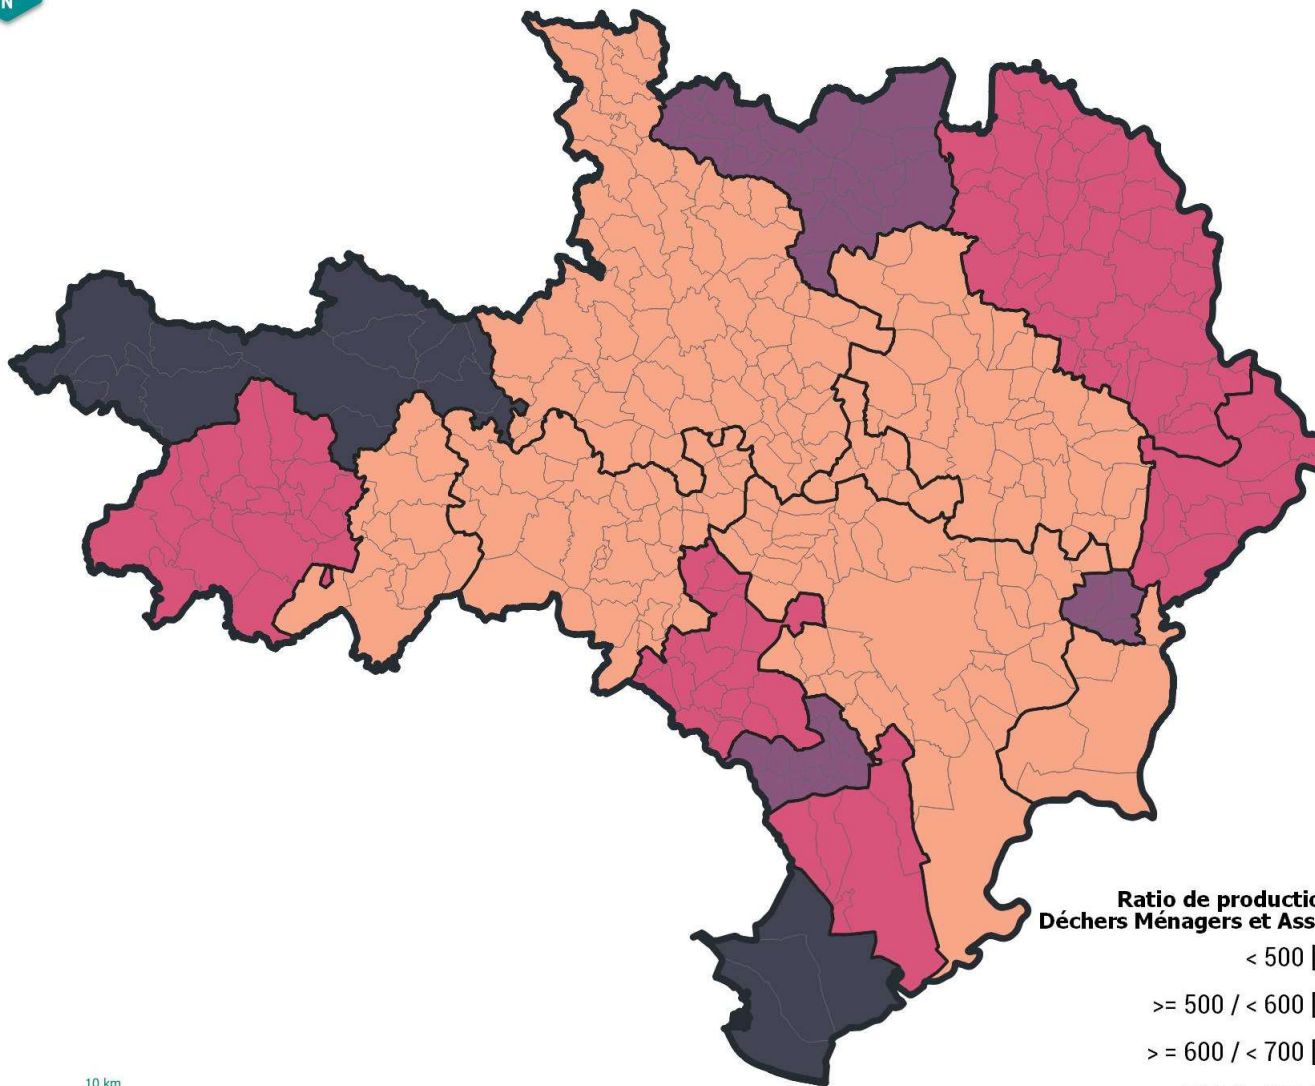 N
Ratio de productio
Déchers Ménagers et Ass
< 500
>= 500 / < 600
> = 600 / < 700
10 km